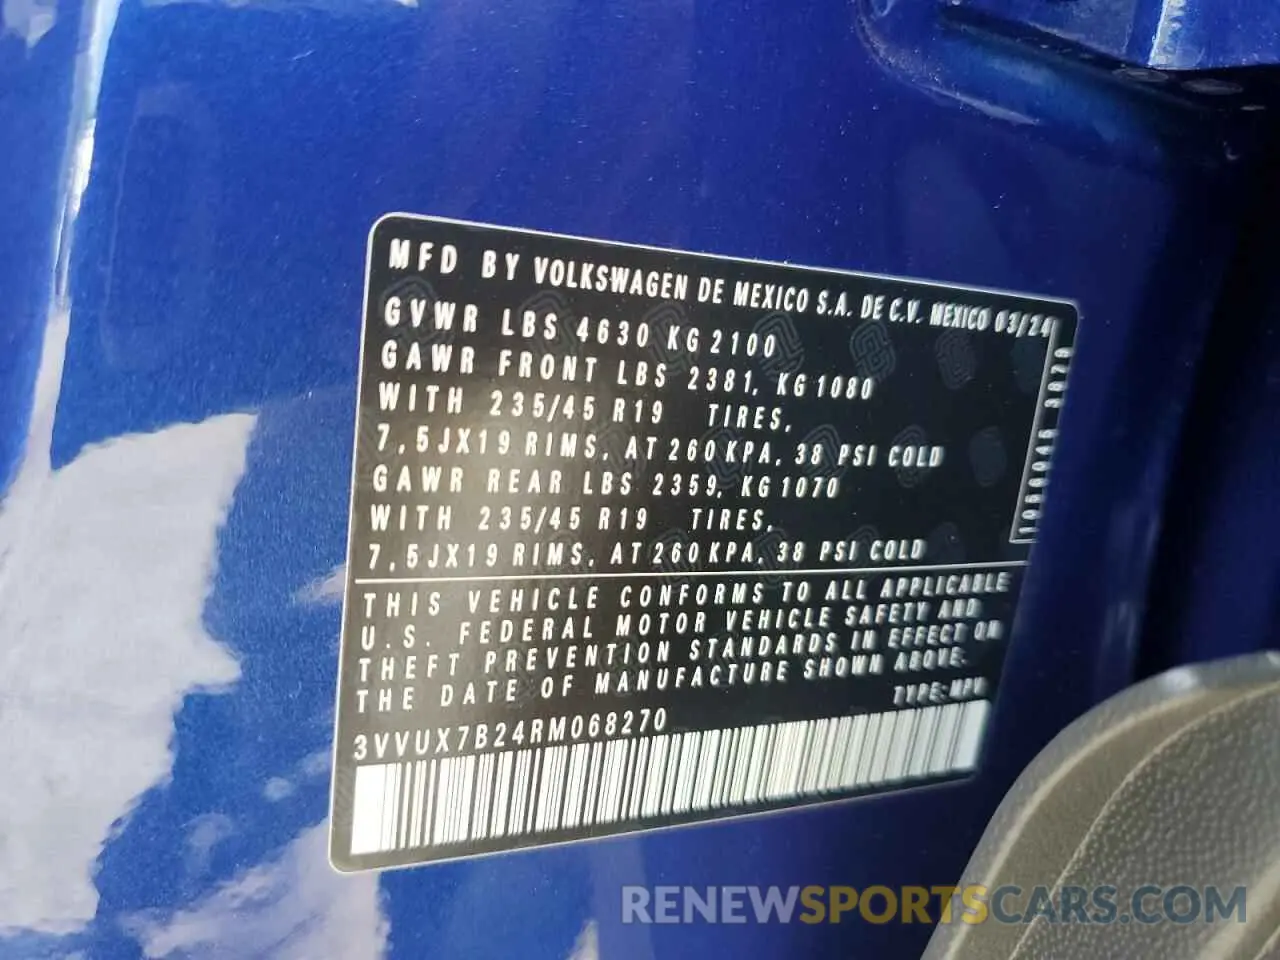 MFD BY VOLKSWAGEN DE MEXICO S.A. DE C.V. MEXICO 03/24
GVWR LBS 4630 KG 2100
GAWR FRONT LBS 2381, KG 1080
WITH 235/45 R19 TIRES,
7,5JX19 RIMS, AT 260 KPA, 38 PSI COLD
GAWR REAR LBS 2359, KG 1070
WITH 235/45 R19 TIRES,
7,5JX19 RIMS, AT 260 KPA, 38 PSI COLD
THIS VEHICLE CONFORMS TO ALL APPLICABLE
U.S. FEDERAL MOTOR VEHICLE SAFETY AND
THEFT PREVENTION STANDARDS IN EFFECT ON
THE DATE OF MANUFACTURE SHOWN ABOVE.
TYPE: MPV
3VVUX7B24RM068270
RENEWSPORTSCARS.COM